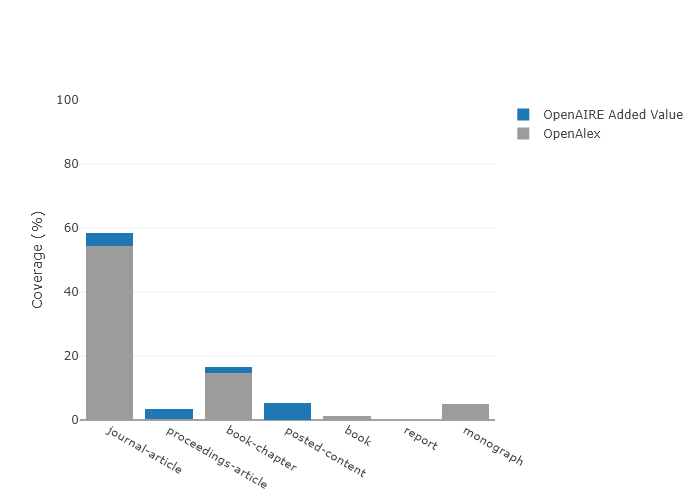 100
80
60
40
20
0
Coverage (%)
journal-article
proceedings-article
book-chapter
posted-content
book
report
monograph
OpenAIRE Added Value
OpenAlex